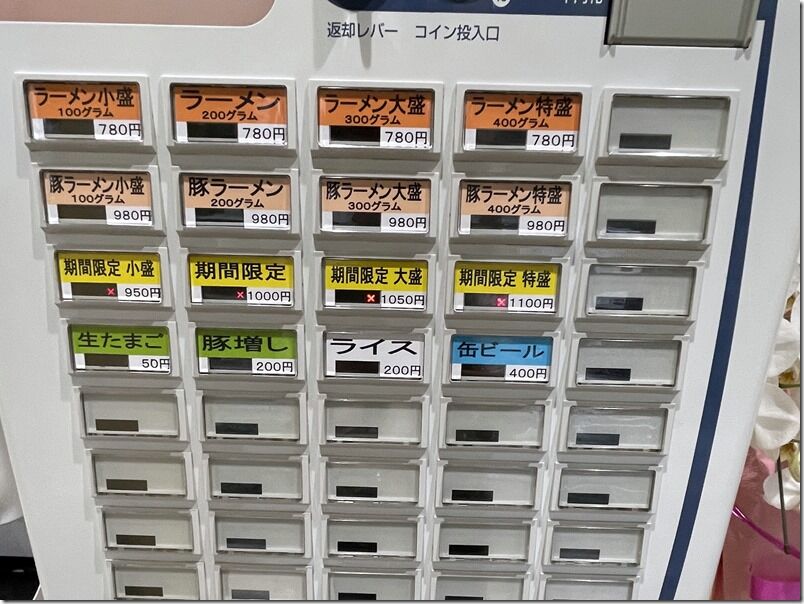 返却レバー コイン投入口
ラーメン小盛
100グラム
780円
ラーメン
200グラム
780円
ラーメン大盛
300グラム
780円
ラーメン特盛
400グラム
780円
豚ラーメン小盛
100グラム
980円
豚ラーメン
200グラム
980円
豚ラーメン大盛
300グラム
980円
豚ラーメン特盛
400グラム
980円
期間限定 小盛
×950円
期間限定
×1000円
期間限定 大盛
×1050円
期間限定 特盛
×1100円
生たまご
50円
豚増し
200円
ライス
200円
缶ビール
400円